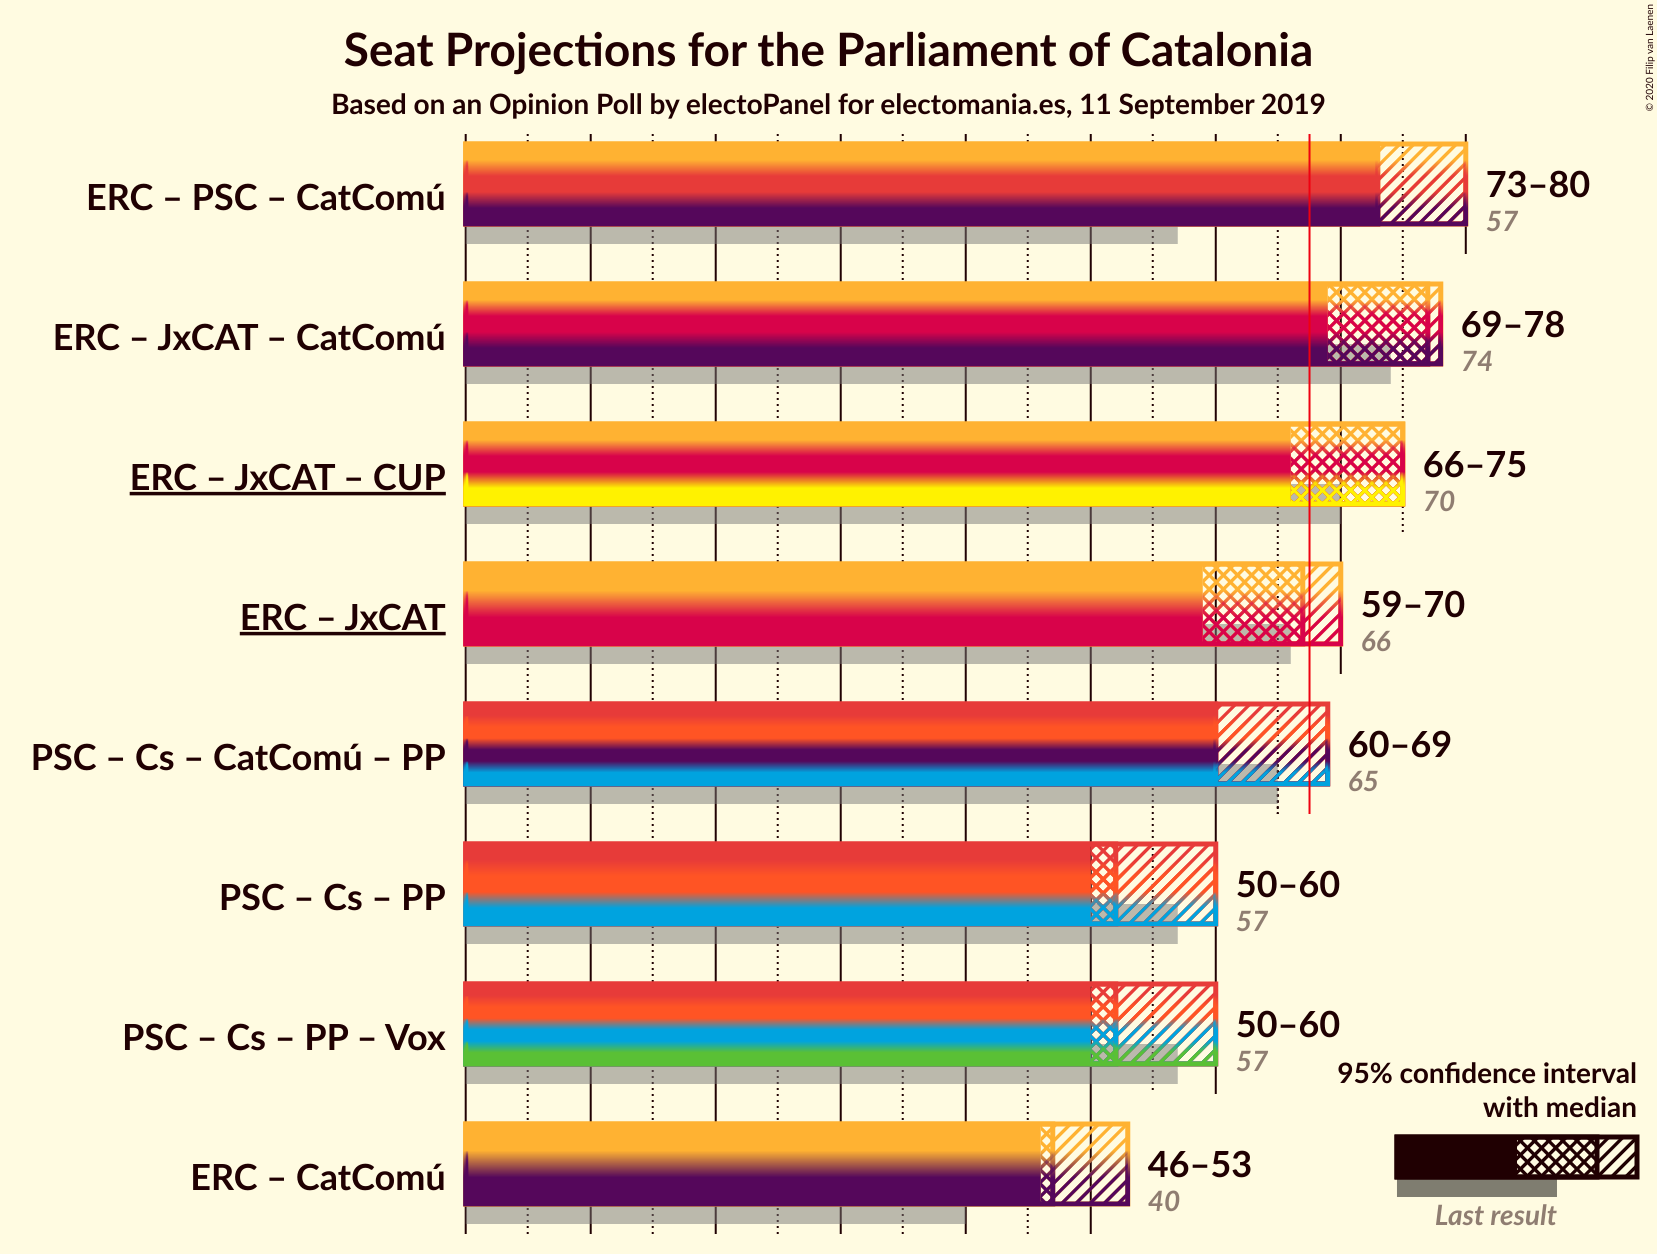 Seat Projections for the Parliament of Catalonia
Based on an Opinion Poll by electoPanel for electomania.es, 11 September 2019
© 2020 Filip van Laenen
ERC – PSC – CatComú
73–80
57
ERC – JxCAT – CatComú
69–78
74
ERC – JxCAT – CUP
66–75
70
ERC – JxCAT
59–70
66
PSC – Cs – CatComú – PP
60–69
65
PSC – Cs – PP
50–60
57
PSC – Cs – PP – Vox
50–60
57
ERC – CatComú
46–53
40
95% confidence interval
with median
Last result